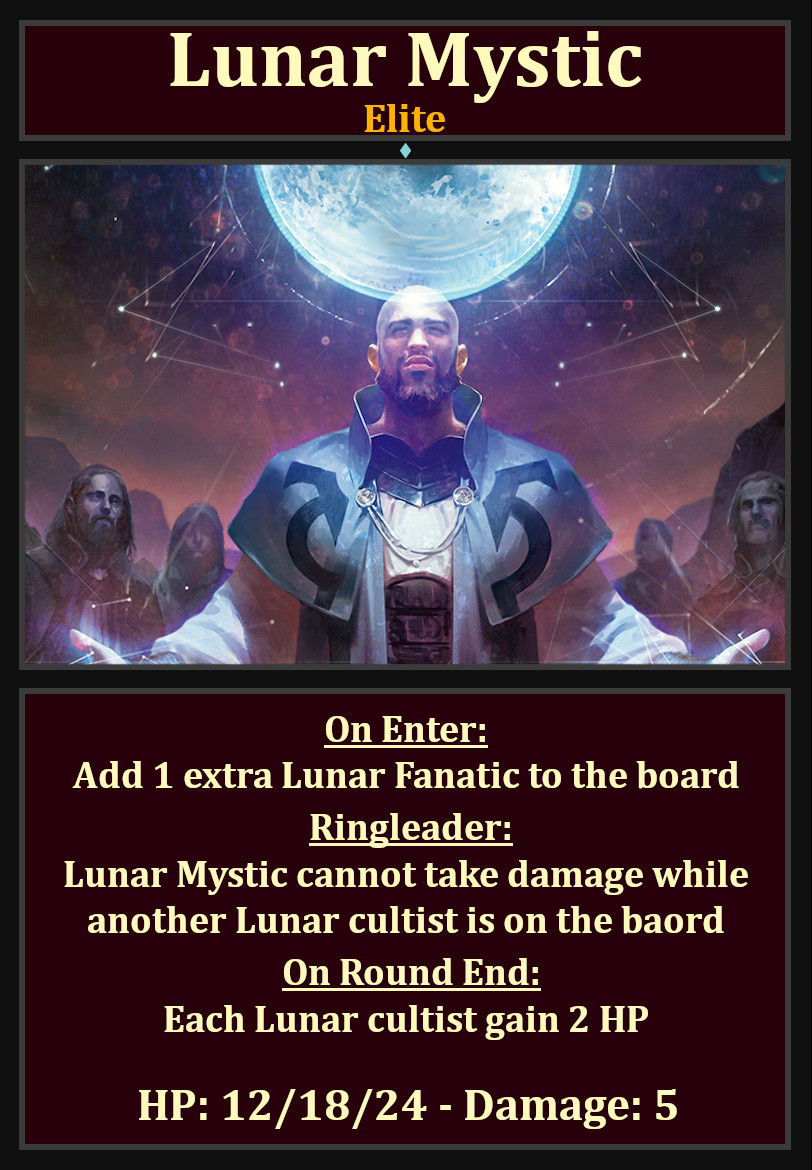 Lunar Mystic
Elite
On Enter:
Add 1 extra Lunar Fanatic to the board
Ringleader:
Lunar Mystic cannot take damage while
another Lunar cultist is on the baord
On Round End:
Each Lunar cultist gain 2 HP
HP: 12/18/24 - Damage: 5